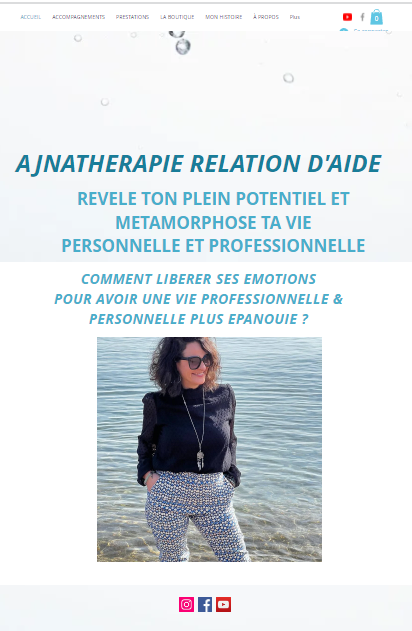 ACCUEIL ACCOMPAGNEMENTS PRESTATIONS LA BOUTIQUE MON HISTOIRE À PROPOS Plus
0
AJNATHERAPIE RELATION D'AIDE
REVELE TON PLEIN POTENTIEL ET
METAMORPHOSE TA VIE
PERSONNELLE ET PROFESSIONNELLE
COMMENT LIBERER SES EMOTIONS
POUR AVOIR UNE VIE PROFESSIONNELLE &
PERSONNELLE PLUS EPANOUIE ?